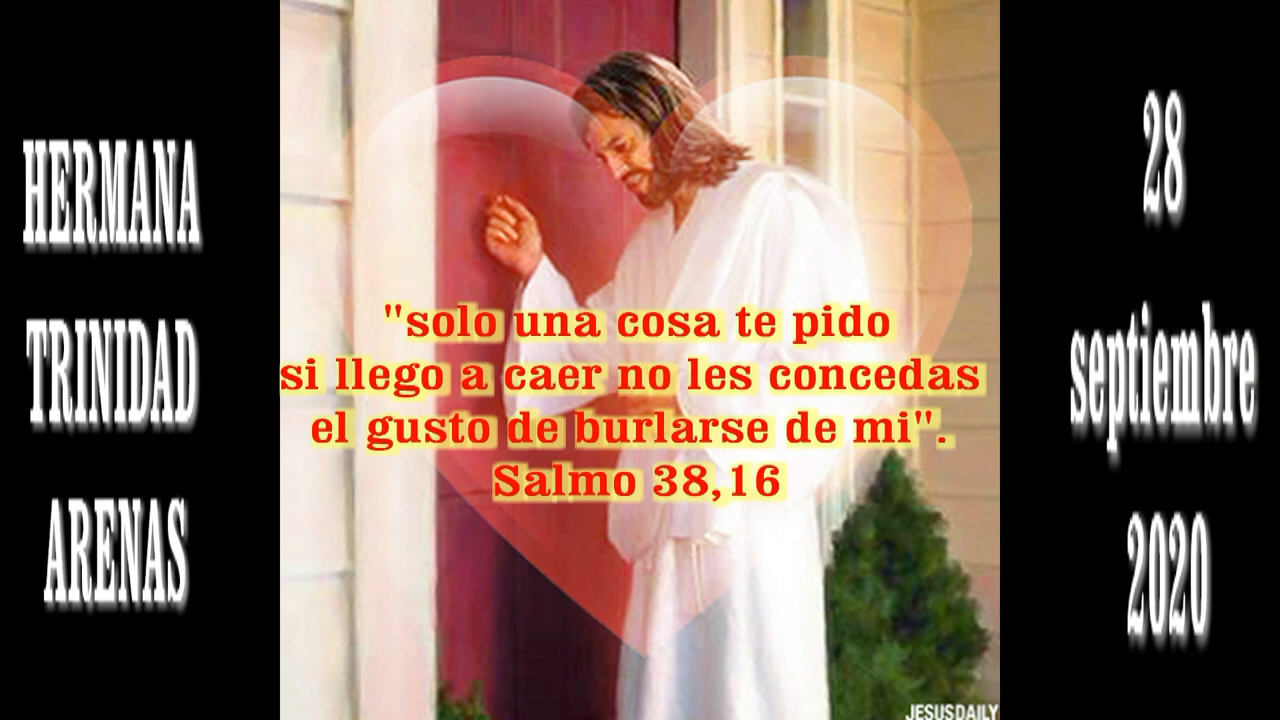 HERMANA
TRINIDAD
ARENAS
"solo una cosa te pido
si llego a caer no les concedas
el gusto de burlarse de mi".
Salmo 38,16
28
septiembre
2020
JESUSDAILY